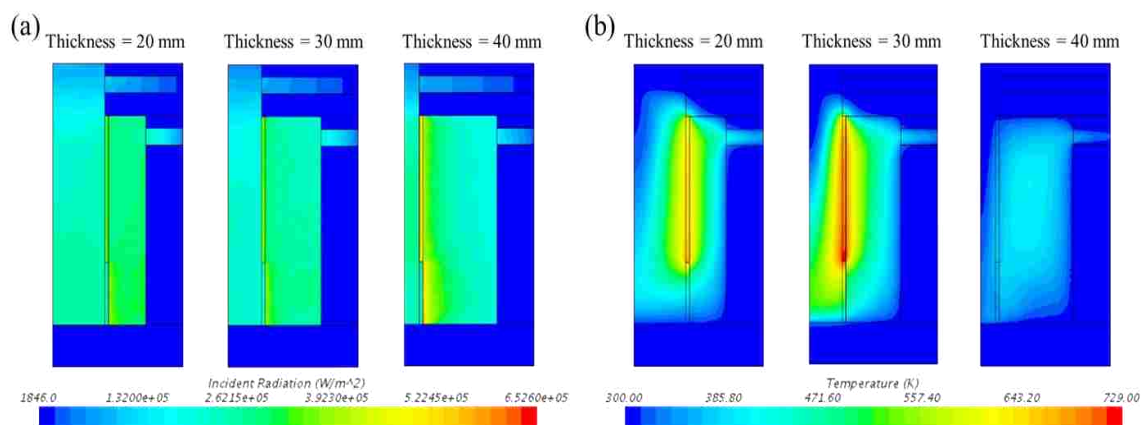 (a)
Thickness = 20 mm
Thickness = 30 mm
Thickness = 40 mm
Incident Radiation (W/m^2)
1846.0 1.3200e+05 2.6215e+05 3.9230e+05 5.2245e+05 6.5260e+05
(b)
Thickness = 20 mm
Thickness = 30 mm
Thickness = 40 mm
Temperature (K)
300.00 385.80 471.60 557.40 643.20 729.00